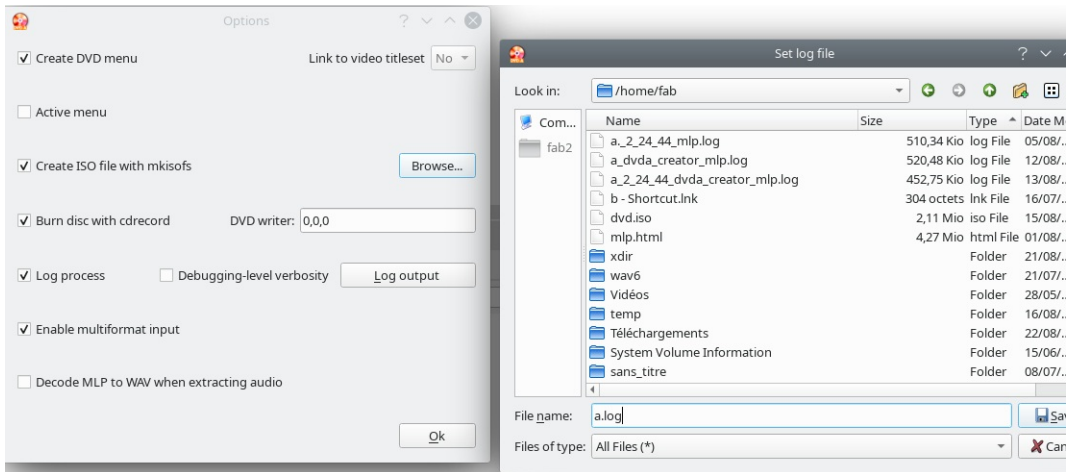 Options
Create DVD menu Link to video titleset No
Active menu
Create ISO file with mkisofs Browse...
Burn disc with cdrecord DVD writer: 0,0,0
Log process Debugging-level verbosity Log output
Enable multiformat input
Decode MLP to WAV when extracting audio
Ok
Set log file
Look in: /home/fab
Com...
fab2
Name Size Type Date M
a._2_24_44_mlp.log 510,34 Kio log File 05/08/..
a_dvda_creator_mlp.log 520,48 Kio log File 12/08/..
a_2_24_44_dvda_creator_mlp.log 452,75 Kio log File 13/08/..
b - Shortcut.lnk 304 octets lnk File 16/07/..
dvd.iso 2,11 Mio iso File 15/08/..
mlp.html 4,27 Mio html File 01/08/..
xdir Folder 21/08/..
wav6 Folder 21/07/..
Vidéos Folder 28/05/..
temp Folder 16/08/..
Téléchargements Folder 22/08/..
System Volume Information Folder 15/06/..
sans_titre Folder 08/07/..
File name: a.log Sav
Files of type: All Files (*) Can